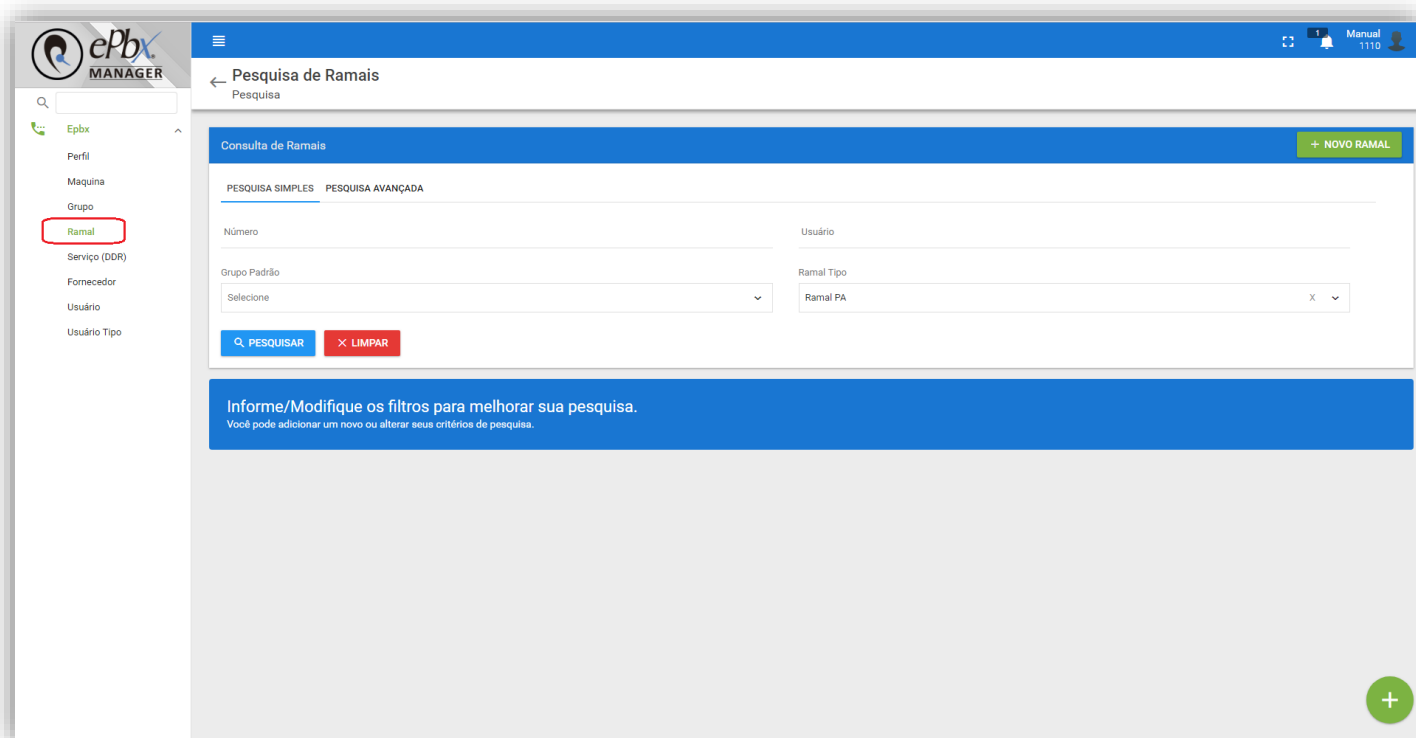 ePbx.
MANAGER
1
Manual
1110
Pesquisa de Ramais
Pesquisa
Epbx
Perfil
Maquina
Grupo
Ramal
Serviço (DDR)
Fornecedor
Usuário
Usuário Tipo
Consulta de Ramais
+ NOVO RAMAL
PESQUISA SIMPLES PESQUISA AVANÇADA
Número
Usuário
Grupo Padrão
Ramal Tipo
Selecione
Ramal PA X
PESQUISAR
LIMPAR
Informe/Modifique os filtros para melhorar sua pesquisa.
Você pode adicionar um novo ou alterar seus critérios de pesquisa.
+